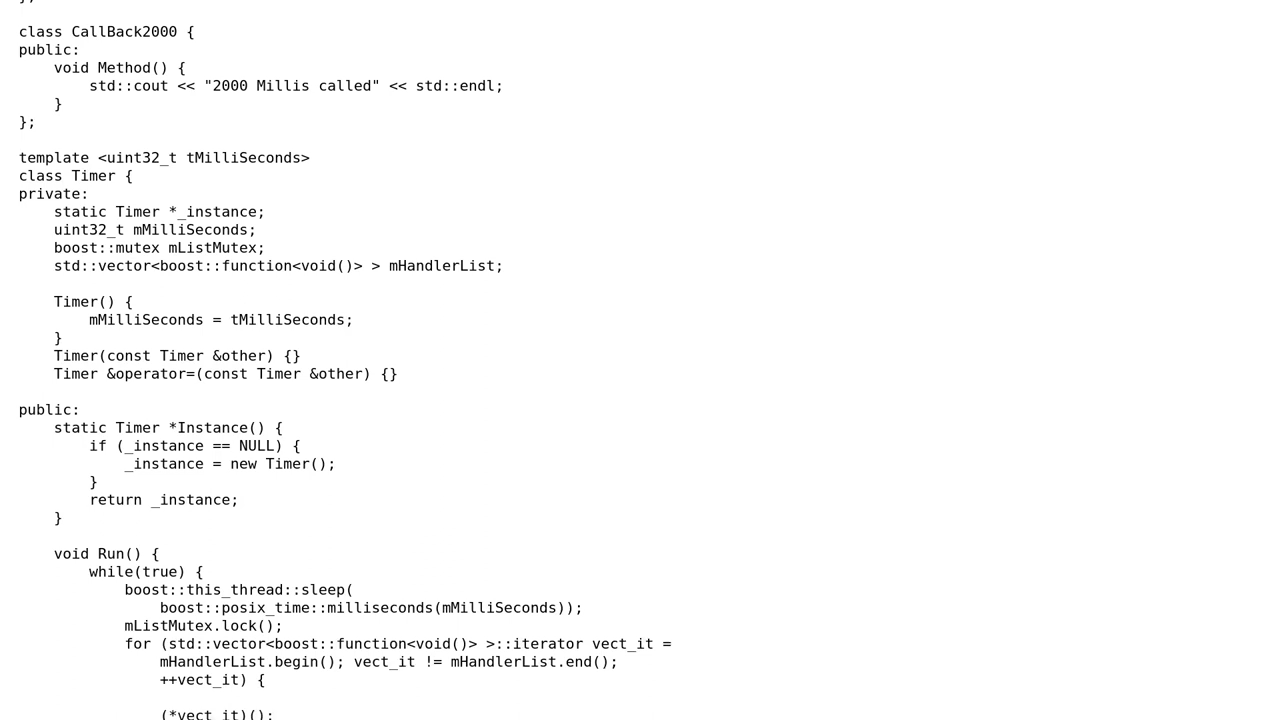 };
class CallBack2000 {
public:
    void Method() {
        std::cout << "2000 Millis called" << std::endl;
    }
};
template <uint32_t tMilliSeconds>
class Timer {
private:
    static Timer *_instance;
    uint32_t mMilliSeconds;
    boost::mutex mListMutex;
    std::vector<boost::function<void()> > mHandlerList;
    Timer() {
        mMilliSeconds = tMilliSeconds;
    }
    Timer(const Timer &other) {}
    Timer &operator=(const Timer &other) {}
public:
    static Timer *Instance() {
        if (_instance == NULL) {
            _instance = new Timer();
        }
        return _instance;
    }
    void Run() {
        while(true) {
            boost::this_thread::sleep(
                boost::posix_time::milliseconds(mMilliSeconds));
            mListMutex.lock();
            for (std::vector<boost::function<void()> >::iterator vect_it =
                mHandlerList.begin(); vect_it != mHandlerList.end();
                ++vect_it) {
                (*vect_it)();